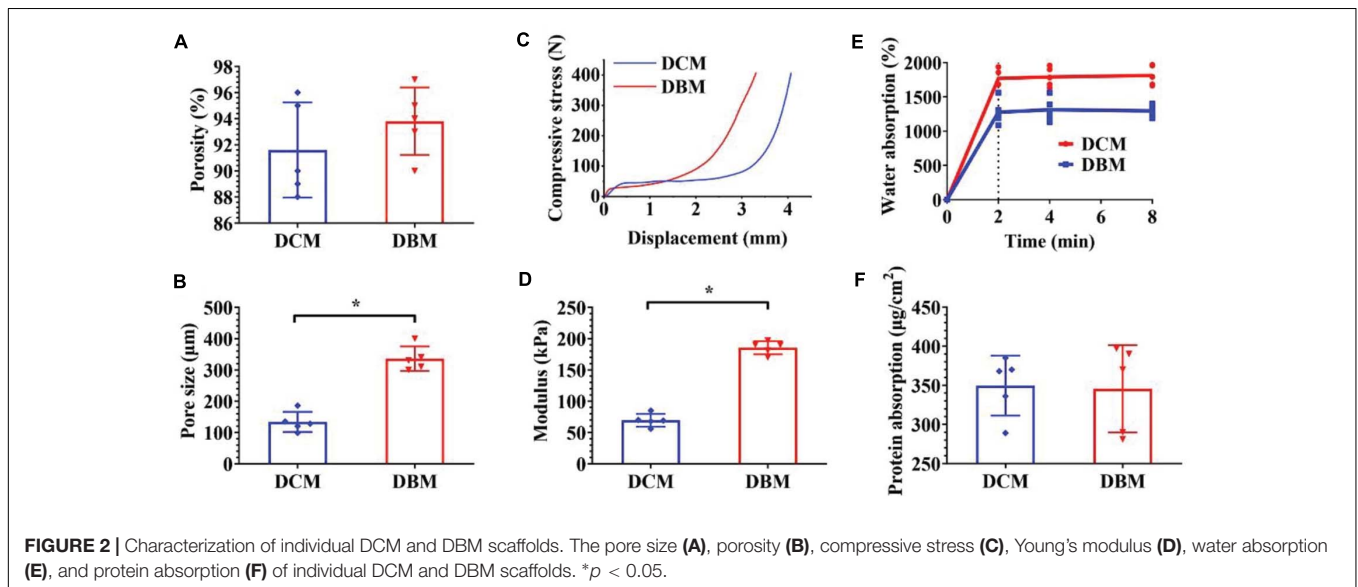 A
Porosity (%)
98
96
94
92
90
88
86
DCM
DBM
C
Compressive stress (N)
400
300
200
100
0
DCM
DBM
0
1
2
3
4
Displacement (mm)
E
Water absorption (%)
2000
1500
1000
500
0
DCM
DBM
0
2
4
6
8
Time (min)
B
Pore size (μm)
500
400
300
200
100
0
*
DCM
DBM
D
Modulus (kPa)
250
200
150
100
50
0
*
DCM
DBM
F
Protein absorption (μg/cm²)
450
400
350
300
250
DCM
DBM
FIGURE 2 | Characterization of individual DCM and DBM scaffolds. The pore size (A), porosity (B), compressive stress (C), Young’s modulus (D), water absorption
(E), and protein absorption (F) of individual DCM and DBM scaffolds. *p < 0.05.